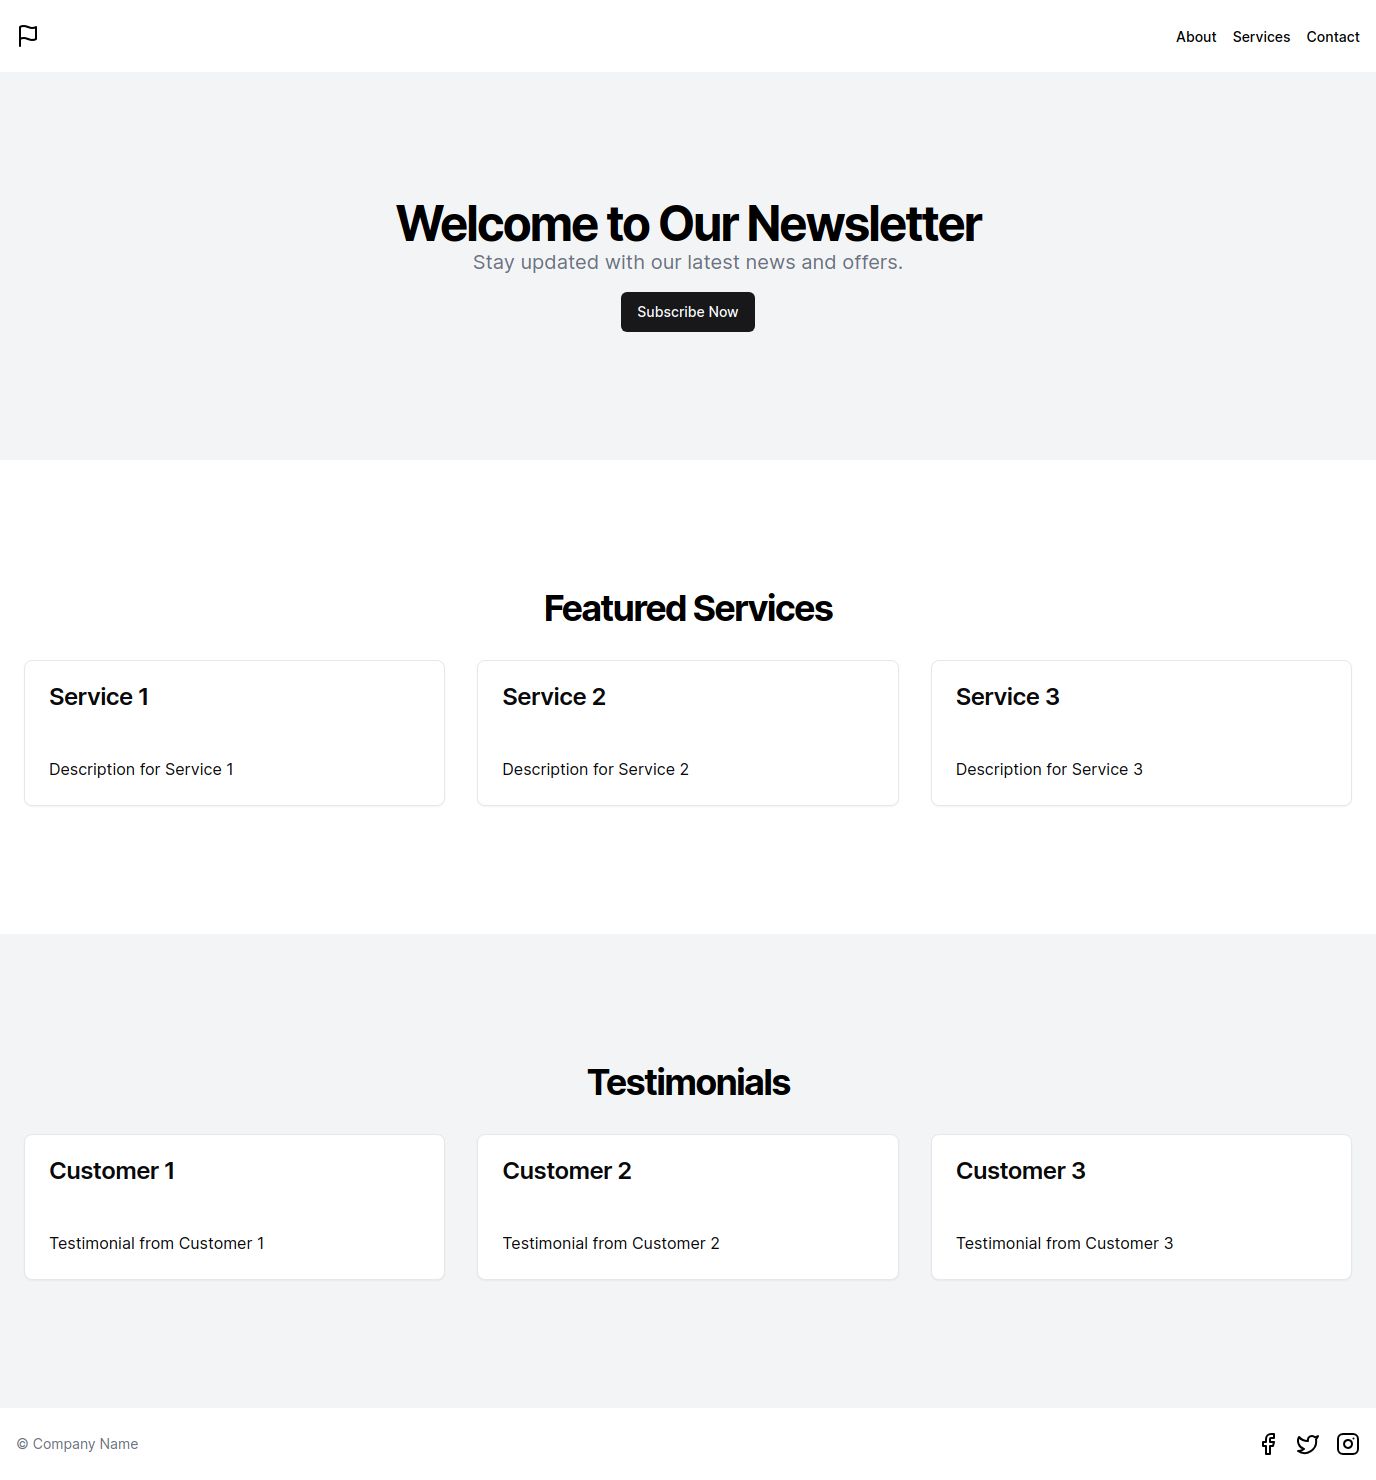 About Services Contact
Welcome to Our Newsletter
Stay updated with our latest news and offers.
Subscribe Now
Featured Services
Service 1
Description for Service 1
Service 2
Description for Service 2
Service 3
Description for Service 3
Testimonials
Customer 1
Testimonial from Customer 1
Customer 2
Testimonial from Customer 2
Customer 3
Testimonial from Customer 3
© Company Name